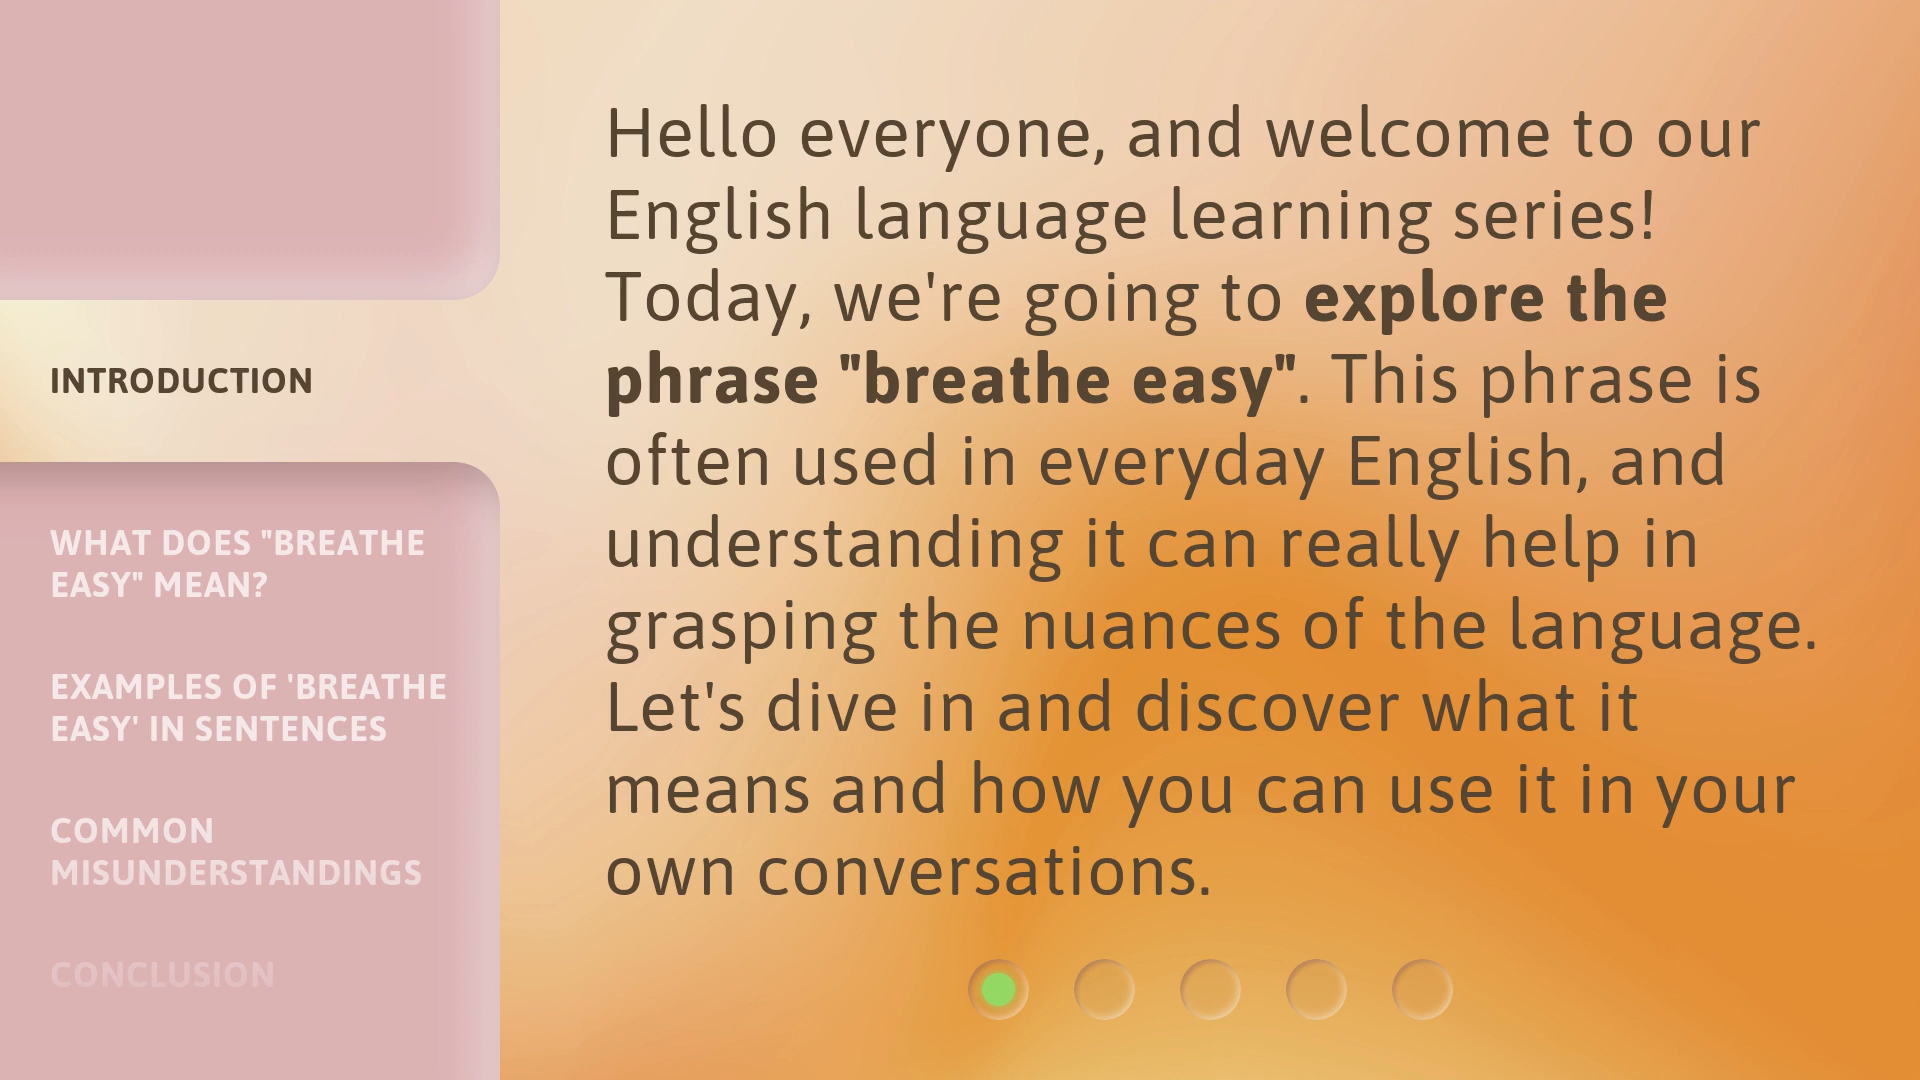 INTRODUCTION
WHAT DOES "BREATHE
EASY" MEAN?
EXAMPLES OF 'BREATHE
EASY' IN SENTENCES
COMMON
MISUNDERSTANDINGS
CONCLUSION
Hello everyone, and welcome to our
English language learning series!
Today, we're going to explore the
phrase "breathe easy". This phrase is
often used in everyday English, and
understanding it can really help in
grasping the nuances of the language.
Let's dive in and discover what it
means and how you can use it in your
own conversations.